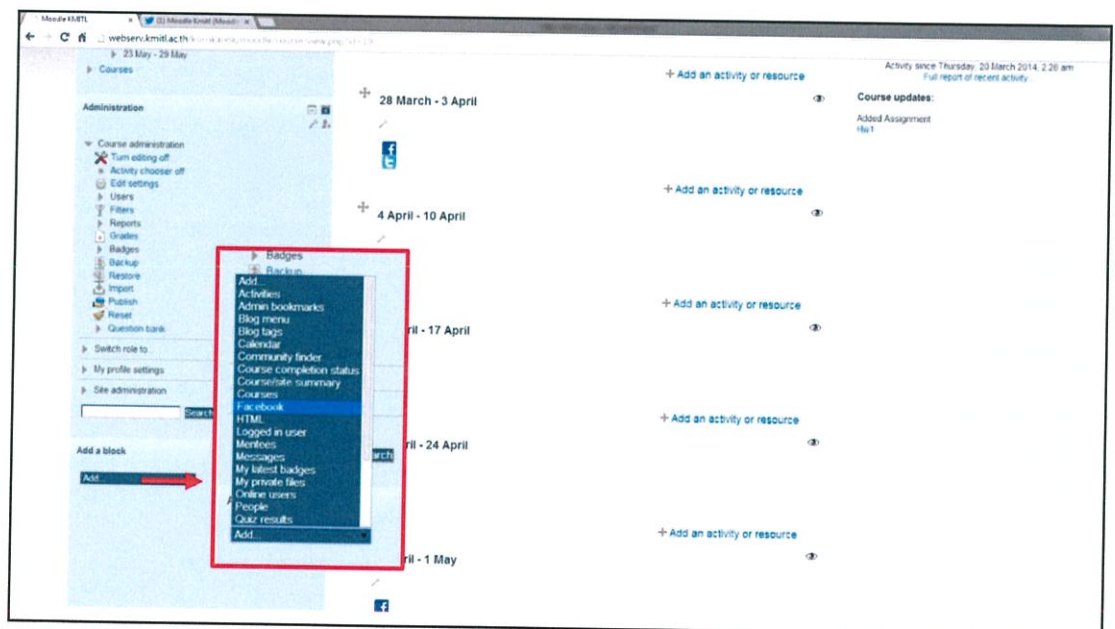 Moodle KMITL
(2) Moodle Kmitl (Moodle
webserv.kmitl.ac.th
23 May - 29 May
Courses
Administration
Course administration
Turn editing off
Activity chooser off
Edit settings
Users
Filters
Reports
Grades
Badges
Backup
Restore
Import
Publish
Reset
Question bank
Switch role to
My profile settings
Site administration
Search
Add a block
Add...
Badges
Backup
Add...
Activities
Admin bookmarks
Blog menu
Blog tags
Calendar
Community finder
Course completion status
Course/site summary
Courses
Facebook
HTML
Logged in user
Mentees
Messages
My latest badges
My private files
Online users
People
Quiz results
Add...
arch
Add an activity or resource
28 March - 3 April
Add an activity or resource
4 April - 10 April
Add an activity or resource
ril - 17 April
Add an activity or resource
ril - 24 April
Add an activity or resource
ril - 1 May
Activity since Thursday, 20 March 2014, 2:26 am
Full report of recent activity...
Course updates:
Added Assignment
Hw1